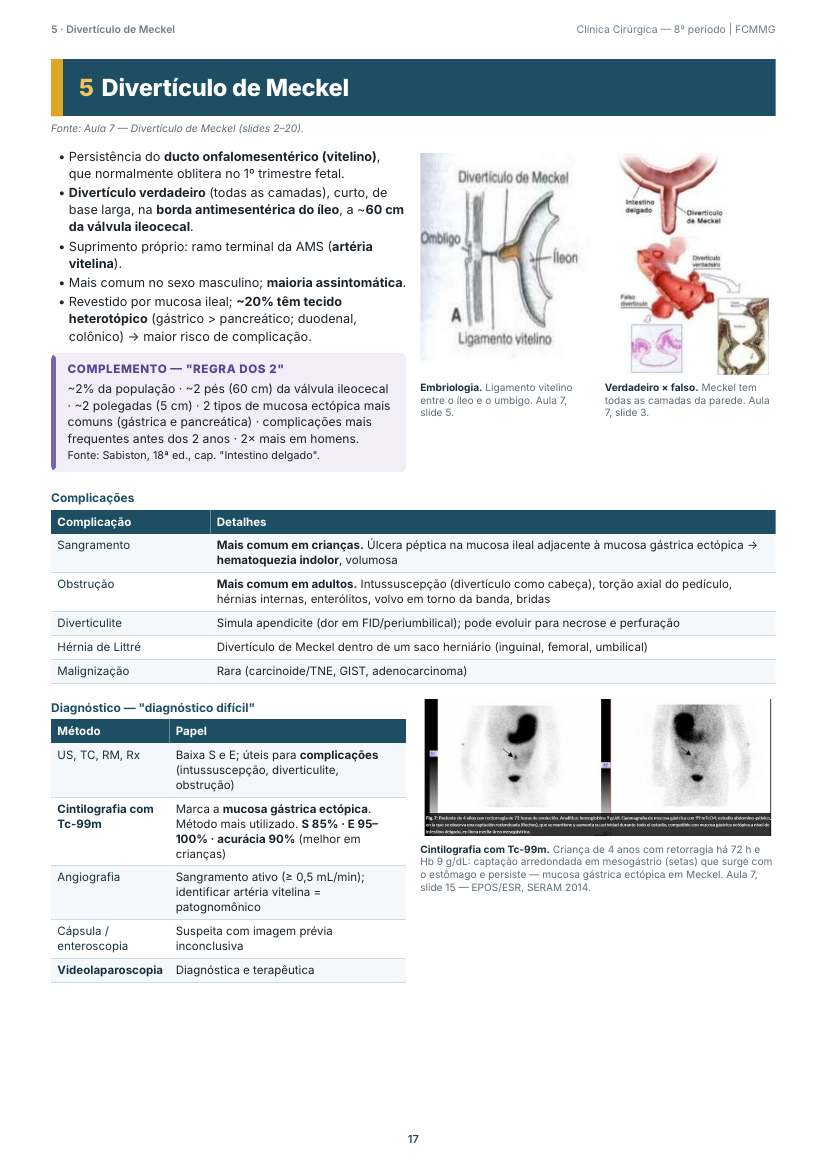 5 · Divertículo de Meckel
Clínica Cirúrgica — 8º período | FCMMG
5 Divertículo de Meckel
Fonte: Aula 7 — Divertículo de Meckel (slides 2–20).
• Persistência do ducto onfalomesentérico (vitelino),
que normalmente oblitera no 1º trimestre fetal.
• Divertículo verdadeiro (todas as camadas), curto, de
base larga, na borda antimesentérica do íleo, a ~60 cm
da válvula ileocecal.
• Suprimento próprio: ramo terminal da AMS (artéria
vitelina).
• Mais comum no sexo masculino; maioria assintomática.
• Revestido por mucosa ileal; ~20% têm tecido
heterotópico (gástrico > pancreático; duodenal,
colônico) → maior risco de complicação.
COMPLEMENTO — "REGRA DOS 2"
~2% da população · ~2 pés (60 cm) da válvula ileocecal
· ~2 polegadas (5 cm) · 2 tipos de mucosa ectópica mais
comuns (gástrica e pancreática) · complicações mais
frequentes antes dos 2 anos · 2× mais em homens.
Fonte: Sabiston, 18ª ed., cap. "Intestino delgado".
Divertículo de Meckel
Ombligo
Íleon
A
Ligamento vitelino
Embriologia. Ligamento vitelino
entre o íleo e o umbigo. Aula 7,
slide 5.
Intestino
delgado
Divertículo
de Meckel
Divertículo
verdadeiro
Falso
divertículo
Verdadeiro × falso. Meckel tem
todas as camadas da parede. Aula
7, slide 3.
Complicações
Complicação
Detalhes
Sangramento
Mais comum em crianças. Úlcera péptica na mucosa ileal adjacente à mucosa gástrica ectópica →
hematoquezia indolor, volumosa
Obstrução
Mais comum em adultos. Intussuscepção (divertículo como cabeça), torção axial do pedículo,
hérnias internas, enterólitos, volvo em torno da banda, bridas
Diverticulite
Simula apendicite (dor em FID/periumbilical); pode evoluir para necrose e perfuração
Hérnia de Littré
Divertículo de Meckel dentro de um saco herniário (inguinal, femoral, umbilical)
Malignização
Rara (carcinoide/TNE, GIST, adenocarcinoma)
Diagnóstico — "diagnóstico difícil"
Método
Papel
US, TC, RM, Rx
Baixa S e E; úteis para complicações
(intussuscepção, diverticulite,
obstrução)
Cintilografia com
Tc-99m
Marca a mucosa gástrica ectópica.
Método mais utilizado. S 85% · E 95–
100% · acurácia 90% (melhor em
crianças)
Angiografia
Sangramento ativo (≥ 0,5 mL/min);
identificar artéria vitelina =
patognomônico
Cápsula /
enteroscopia
Suspeita com imagem prévia
inconclusiva
Videolaparoscopia
Diagnóstica e terapêutica
Cintilografia com Tc-99m. Criança de 4 anos com retorragia há 72 h e
Hb 9 g/dL: captação arredondada em mesogástrio (setas) que surge com
o estômago e persiste — mucosa gástrica ectópica em Meckel. Aula 7,
slide 15 — EPOS/ESR, SERAM 2014.
17